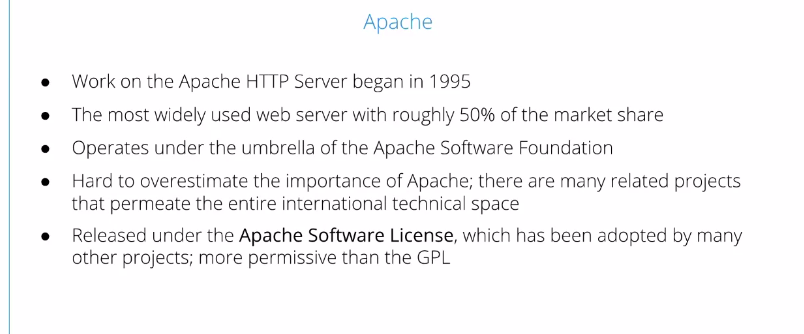 Apache
● Work on the Apache HTTP Server began in 1995
● The most widely used web server with roughly 50% of the market share
● Operates under the umbrella of the Apache Software Foundation
● Hard to overestimate the importance of Apache; there are many related projects
that permeate the entire international technical space
● Released under the Apache Software License, which has been adopted by many
other projects; more permissive than the GPL